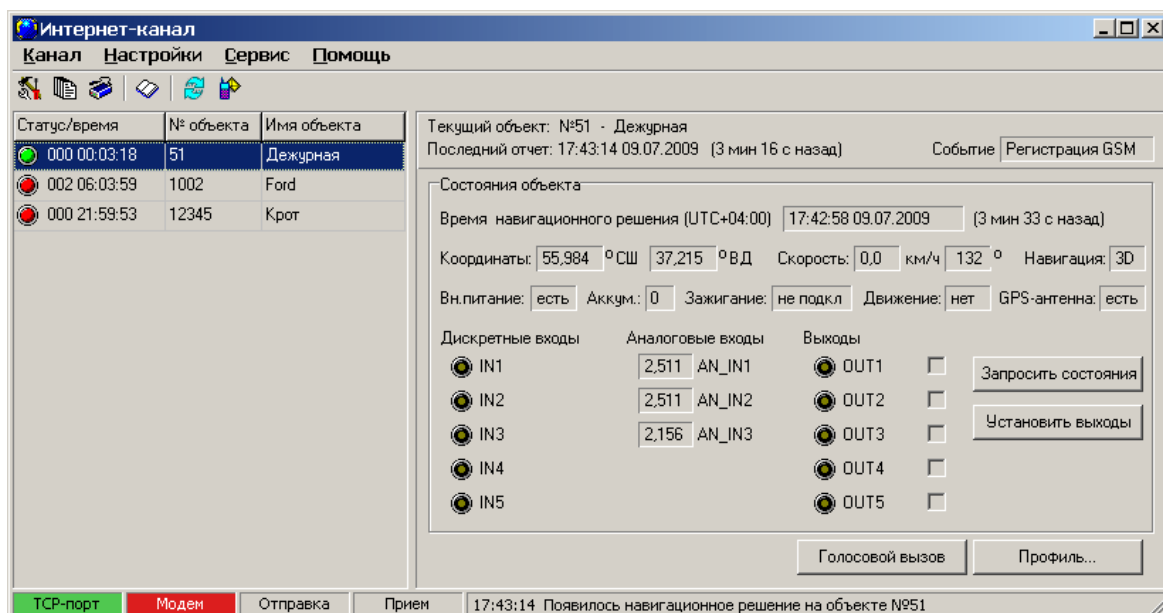 Интернет-канал
Канал Настройки Сервис Помощь
Статус/время № объекта Имя объекта
000 00:03:18 51 Дежурная
002 06:03:59 1002 Ford
000 21:59:53 12345 Крот
Текущий объект: №51 - Дежурная
Последний отчет: 17:43:14 09.07.2009 (3 мин 16 с назад) Событие Регистрация GSM
Состояния объекта
Время навигационного решения (UTC+04:00) 17:42:58 09.07.2009 (3 мин 33 с назад)
Координаты: 55,984 º СШ 37,215 º ВД Скорость: 0,0 км/ч 132 º Навигация: 3D
Вн.питание: есть Аккум.: 0 Зажигание: не подкл Движение: нет GPS-антенна: есть
Дискретные входы Аналоговые входы Выходы
IN1 2,511 AN_IN1 OUT1 Запросить состояния
IN2 2,511 AN_IN2 OUT2
IN3 2,156 AN_IN3 OUT3 Установить выходы
IN4 OUT4
IN5 OUT5
Голосовой вызов Профиль...
TCP-порт Модем Отправка Прием 17:43:14 Появилось навигационное решение на объекте №51